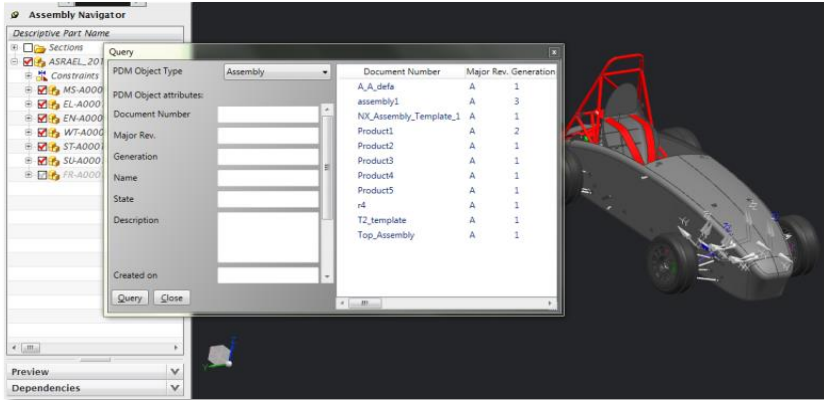 Assembly Navigator
Descriptive Part Name
Sections
ASRAEL_201
Constraints
MS-A000
EL-A000
EN-A000
WT-A000
ST-A0001
SU-A0001
FR-A000
Preview
Dependencies
Query
PDM Object Type
Assembly
PDM Object attributes:
Document Number
Major Rev.
Generation
Name
State
Description
Created on
Query Close
Document Number Major Rev. Generation
A_A_defa A 1
assembly1 A 3
NX_Assembly_Template_1 A 1
Product1 A 2
Product2 A 1
Product3 A 1
Product4 A 1
Product5 A 1
r4 A 1
T2_template A 1
Top_Assembly A 1